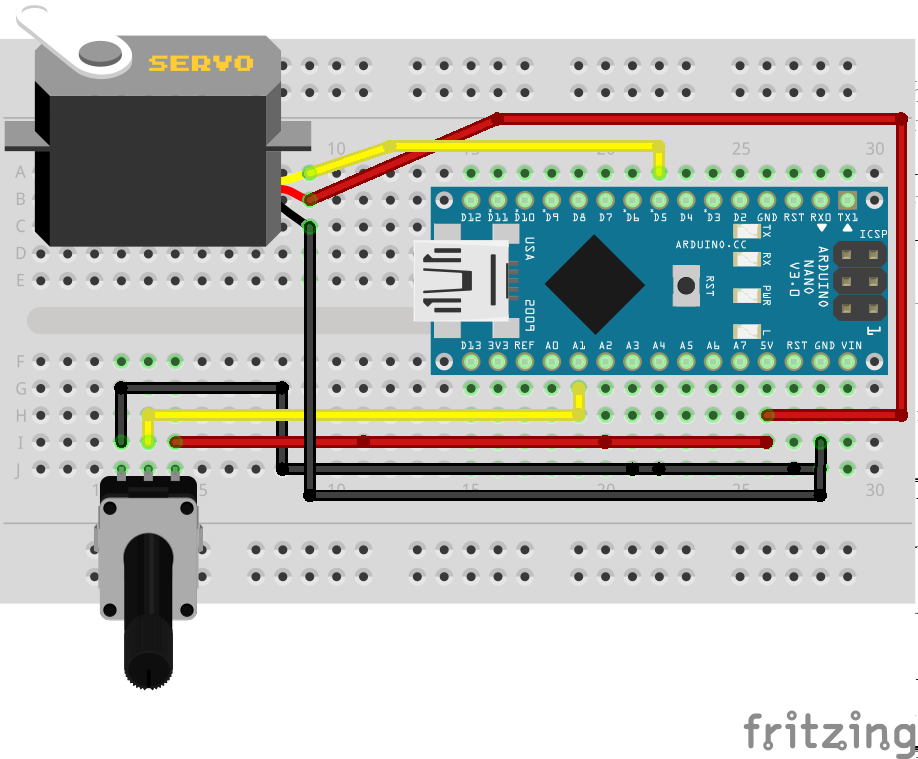 SERVO
10 15 20 25 30
A
B
C
D
E
F
G
H
I
J
D12 D11 D10 D9 D8 D7 D6 D5 D4 D3 D2 GND RST RX0 TX1
USA
2009
ARDUINO.CC
RST
TX
RX
PWR
L
ARDUINO
NANO
V3.0
ICSP
1
D13 3V3 REF A0 A1 A2 A3 A4 A5 A6 A7 5V RST GND VIN
1 5 10 15 20 25 30
fritzing